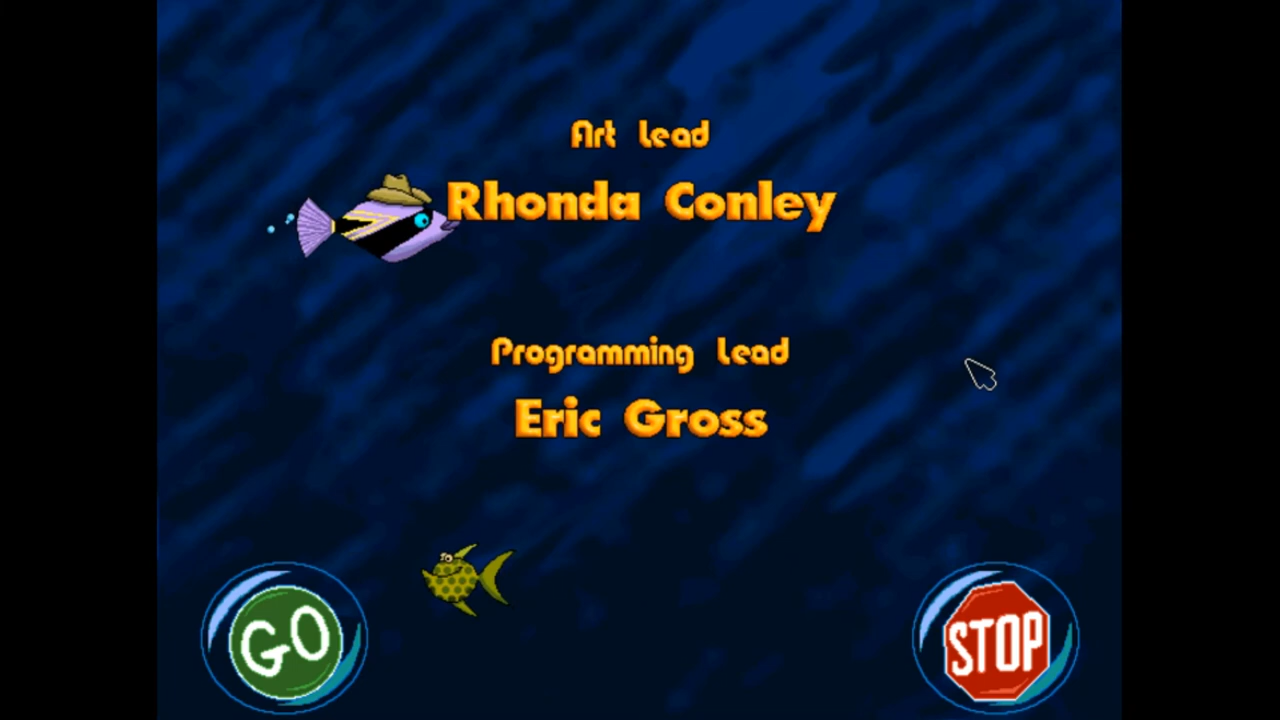 Art Lead
Rhonda Conley
Programming Lead
Eric Gross
GO
STOP